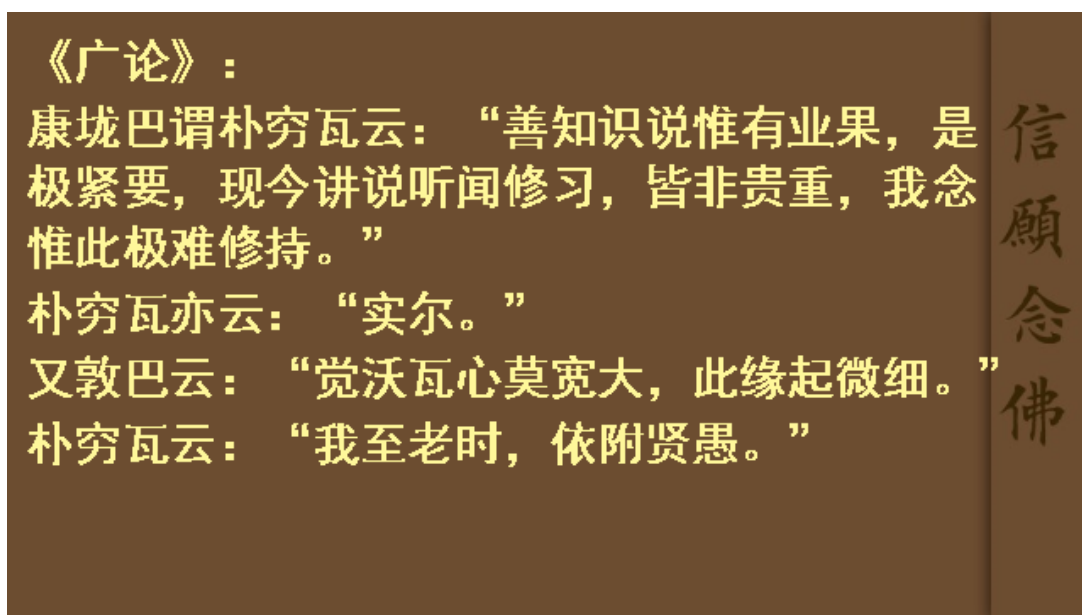 《广论》：
康垅巴谓朴穷瓦云：“善知识说惟有业果，是
极紧要，现今讲说听闻修习，皆非贵重，我念
惟此极难修持。”
朴穷瓦亦云：“实尔。”
又敦巴云：“觉沃瓦心莫宽大，此缘起微细。”
朴穷瓦云：“我至老时，依附贤愚。”
信願念佛